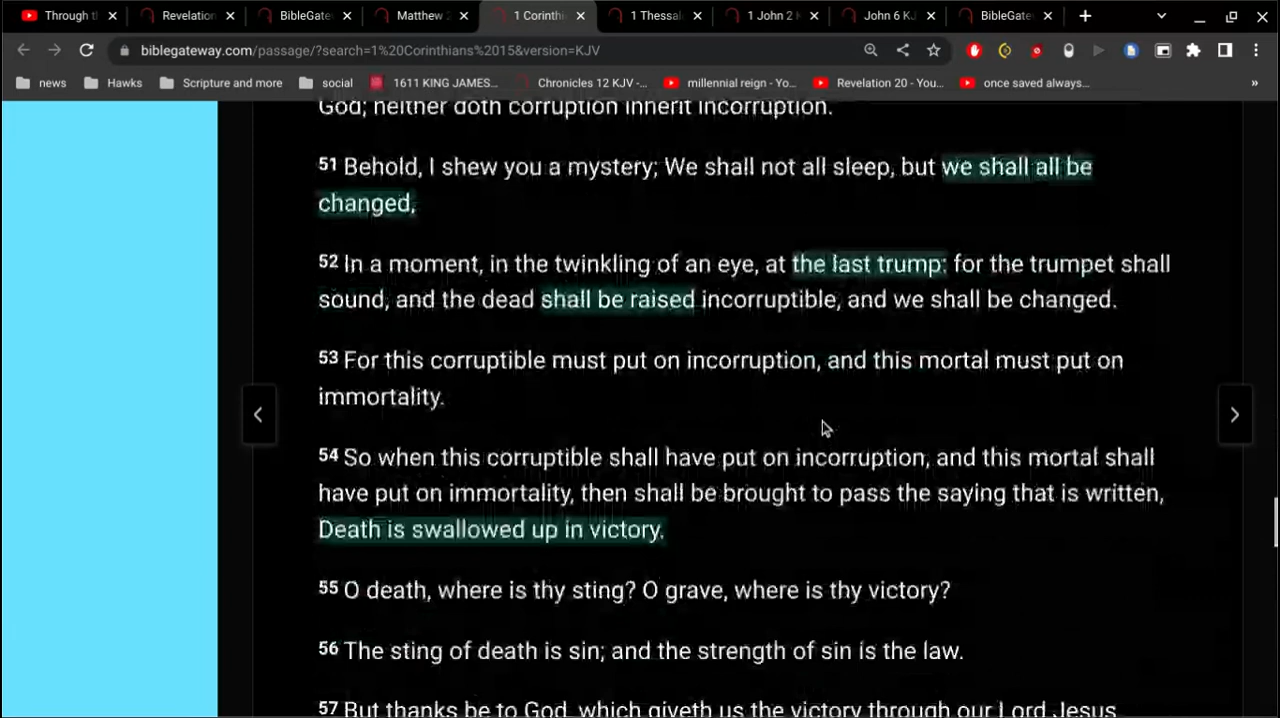 Through t
Revelation
BibleGate
Matthew 2
1 Corinthi
1 Thessal
1 John 2 K
John 6 KJ
BibleGate
biblegateway.com/passage/?search=1%20Corinthians%2015&version=KJV
news
Hawks
Scripture and more
social
1611 KING JAMES...
Chronicles 12 KJV -...
millennial reign - Yo...
Revelation 20 - You...
once saved always...
»
God; neither doth corruption inherit incorruption.
51 Behold, I shew you a mystery; We shall not all sleep, but we shall all be
changed,
52 In a moment, in the twinkling of an eye, at the last trump: for the trumpet shall
sound, and the dead shall be raised incorruptible, and we shall be changed.
53 For this corruptible must put on incorruption, and this mortal must put on
immortality.
54 So when this corruptible shall have put on incorruption, and this mortal shall
have put on immortality, then shall be brought to pass the saying that is written,
Death is swallowed up in victory.
55 O death, where is thy sting? O grave, where is thy victory?
56 The sting of death is sin; and the strength of sin is the law.
57 But thanks be to God, which giveth us the victory through our Lord Jesus